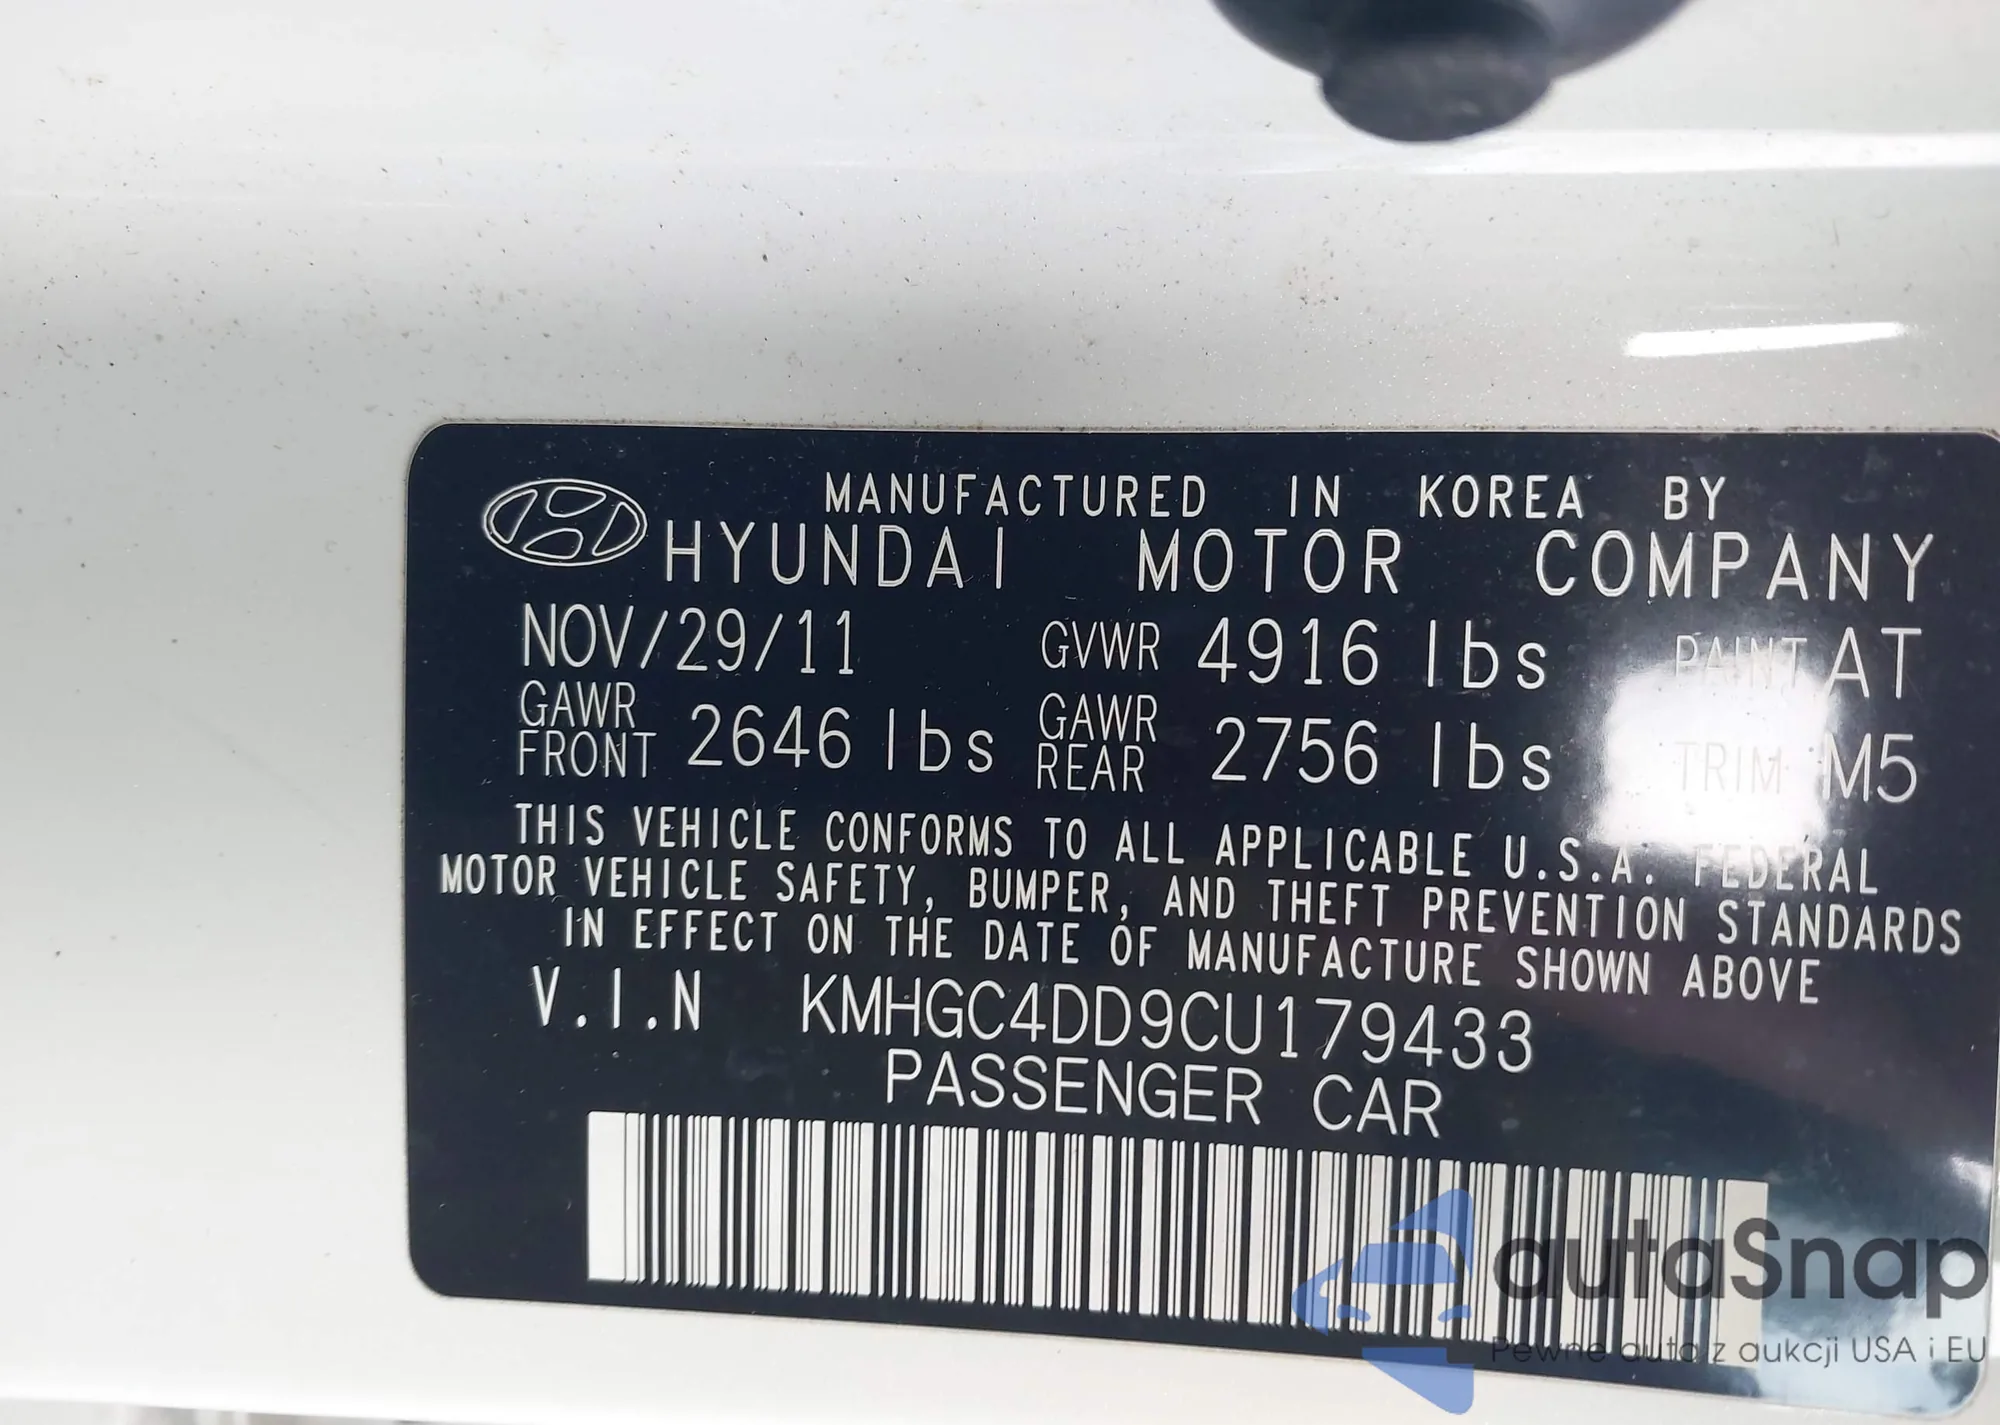 MANUFACTURED IN KOREA BY
HYUNDAI MOTOR COMPANY
NOV/29/11 GVWR 4916 lbs PAINT AT
GAWR FRONT 2646 lbs GAWR REAR 2756 lbs TRIM M5
THIS VEHICLE CONFORMS TO ALL APPLICABLE U.S.A. FEDERAL
MOTOR VEHICLE SAFETY, BUMPER, AND THEFT PREVENTION STANDARDS
IN EFFECT ON THE DATE OF MANUFACTURE SHOWN ABOVE
V.I.N KMHGC4DD9CU179433
PASSENGER CAR
autaSnap
Pewne auta z aukcji USA i EU